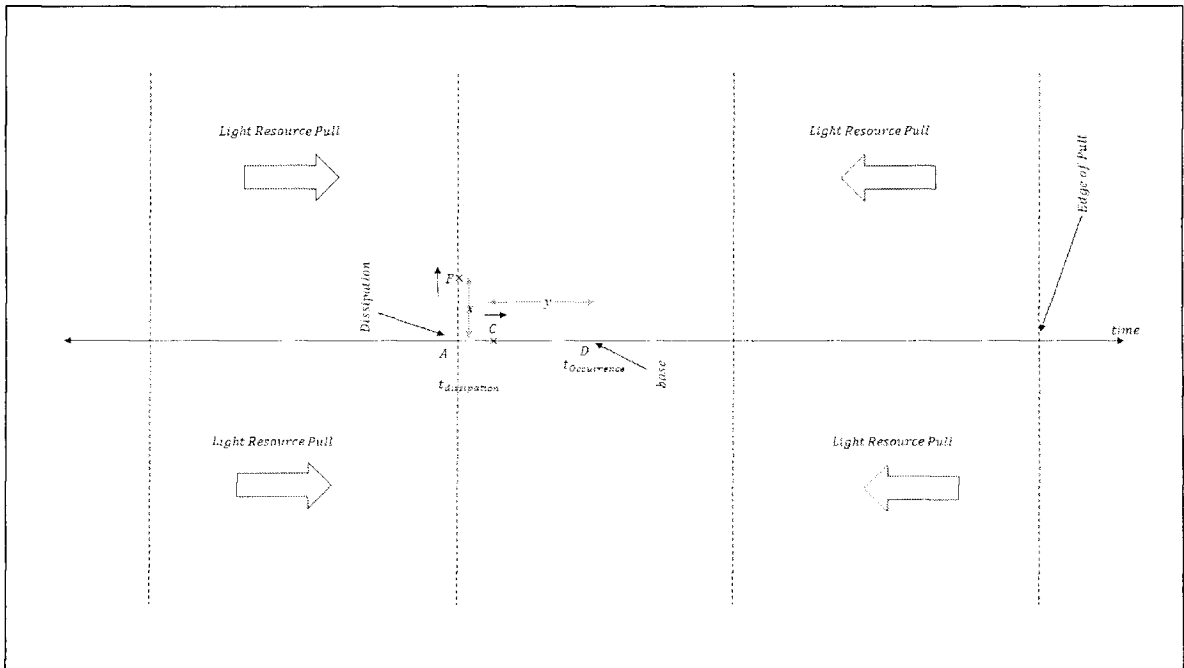 Light Resource Pull
Light Resource Pull
Edge of Pull
Dissipation
F
x
y
C
time
A
D
t_dissipation
t_Occurrence
base
Light Resource Pull
Light Resource Pull